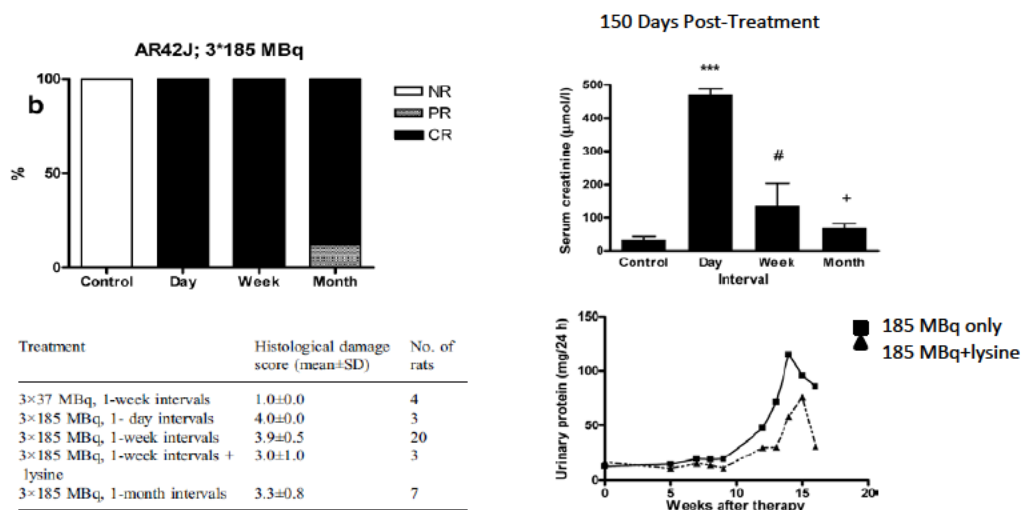 AR42J; 3*185 MBq
b
100
50
0
%
NR
PR
CR
Control Day Week Month
150 Days Post-Treatment
Serum creatinine (µmol/l)
500
400
300
200
100
0
***
#
+
Control Day Week Month
Interval
Treatment Histological damage No. of
score (mean±SD) rats
3×37 MBq, 1-week intervals 1.0±0.0 4
3×185 MBq, 1- day intervals 4.0±0.0 3
3×185 MBq, 1-week intervals 3.9±0.5 20
3×185 MBq, 1-week intervals + 3.0±1.0 3
lysine
3×185 MBq, 1-month intervals 3.3±0.8 7
Urinary protein (mg/24 h)
150
100
50
0
0 5 10 15 20
Weeks after therapy
185 MBq only
185 MBq+lysine